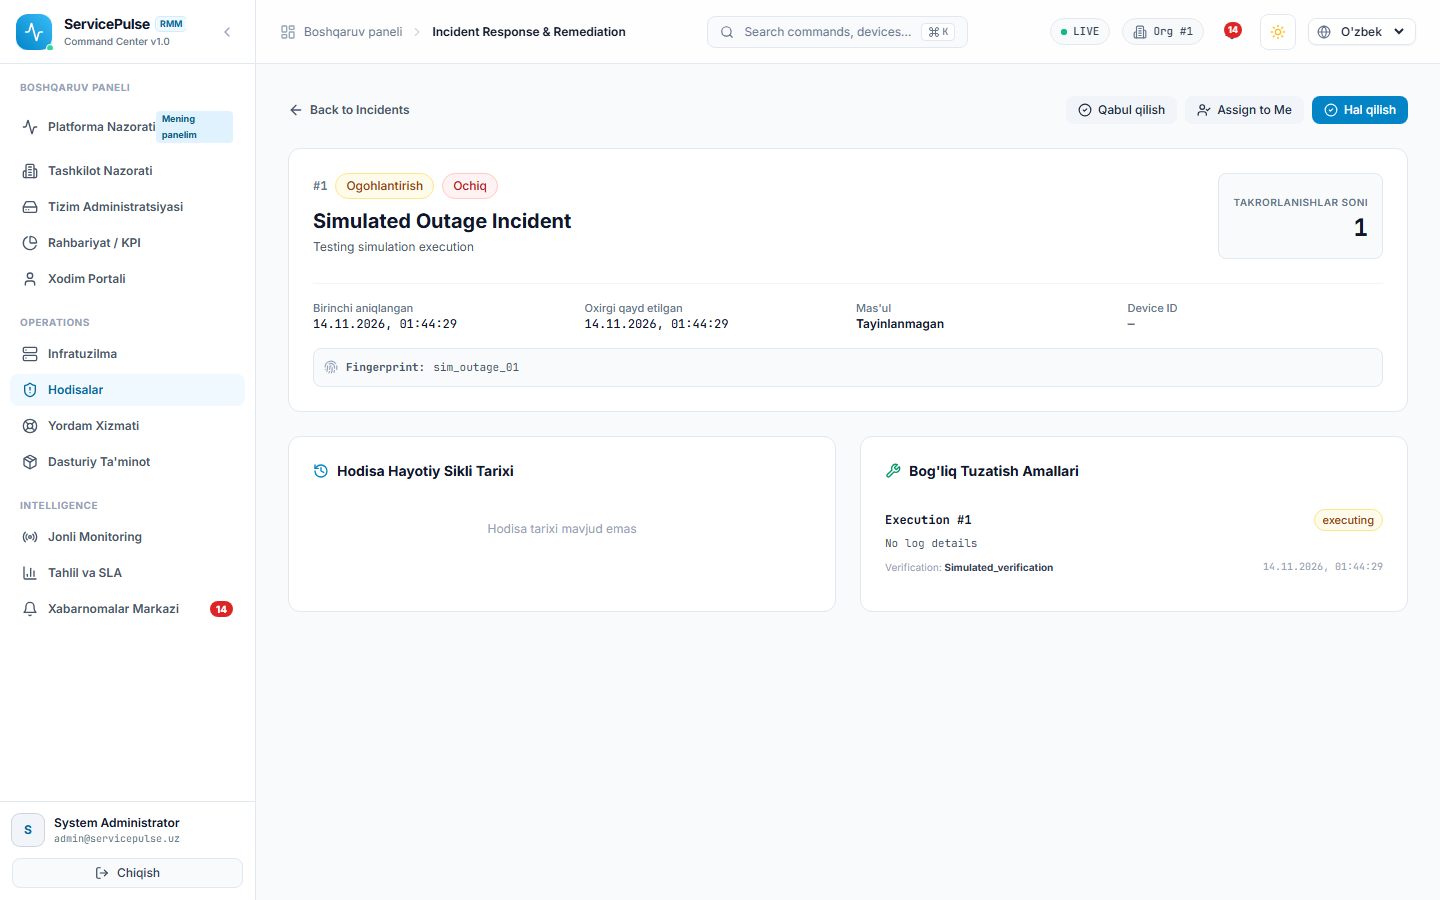 ServicePulse RMM
Command Center v1.0
BOSHQARUV PANELI
Platforma Nazorati
Mening
panelim
Tashkilot Nazorati
Tizim Administratsiyasi
Rahbariyat / KPI
Xodim Portali
OPERATIONS
Infratuzilma
Hodisalar
Yordam Xizmati
Dasturiy Ta'minot
INTELLIGENCE
Jonli Monitoring
Tahlil va SLA
Xabarnomalar Markazi 14
S
System Administrator
admin@servicepulse.uz
Chiqish
Boshqaruv paneli > Incident Response & Remediation
Search commands, devices... ⌘ K
LIVE
Org #1
14
O'zbek
Back to Incidents
Qabul qilish
Assign to Me
Hal qilish
#1 Ogohlantirish Ochiq
Simulated Outage Incident
Testing simulation execution
TAKRORLANISHLAR SONI
1
Birinchi aniqlangan
14.11.2026, 01:44:29
Oxirgi qayd etilgan
14.11.2026, 01:44:29
Mas'ul
Tayinlanmagan
Device ID
—
Fingerprint: sim_outage_01
Hodisa Hayotiy Sikli Tarixi
Hodisa tarixi mavjud emas
Bog'liq Tuzatish Amallari
Execution #1 executing
No log details
Verification: Simulated_verification 14.11.2026, 01:44:29